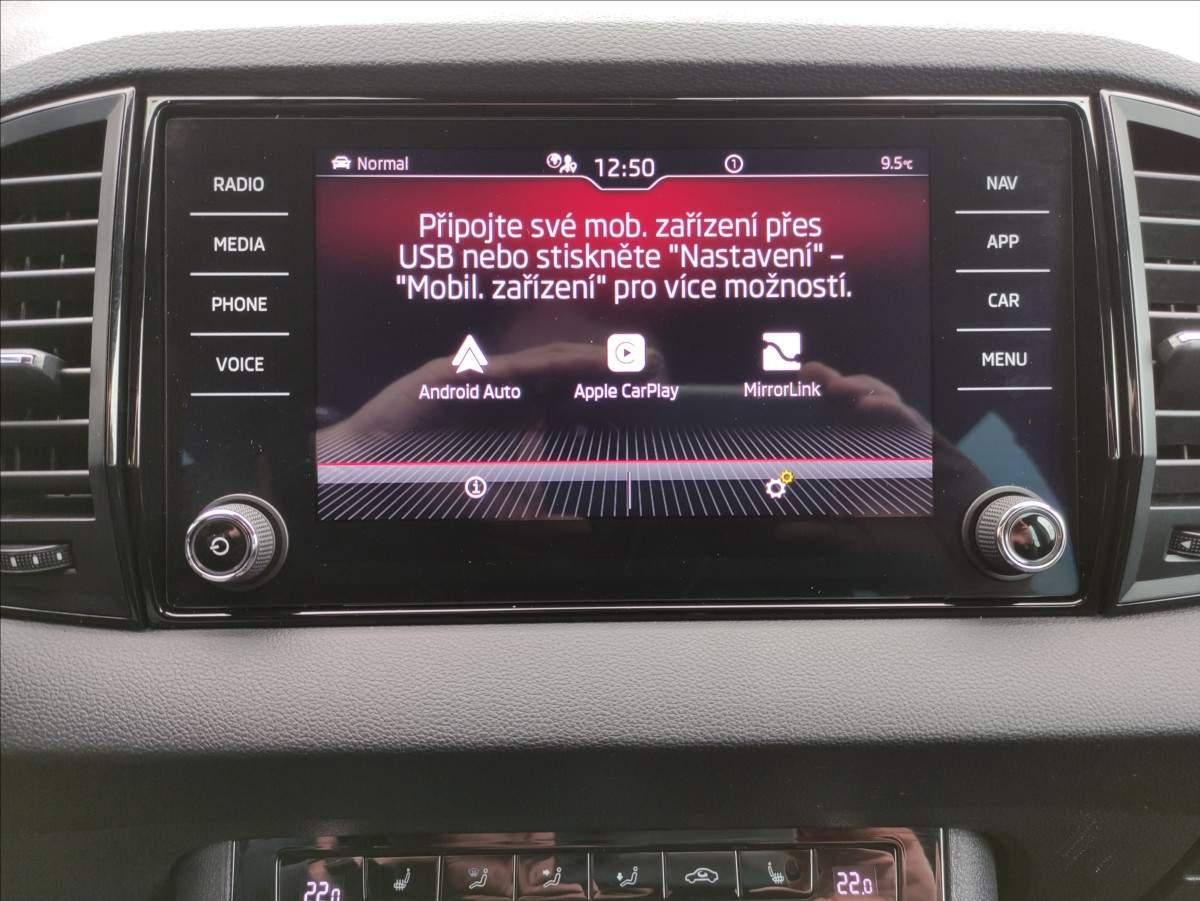 Normal
12:50
1
9.5°C
RADIO
MEDIA
PHONE
VOICE
Připojte své mob. zařízení přes
USB nebo stiskněte "Nastavení" –
"Mobil. zařízení" pro více možností.
Android Auto
Apple CarPlay
MirrorLink
NAV
APP
CAR
MENU
22.0
22.0